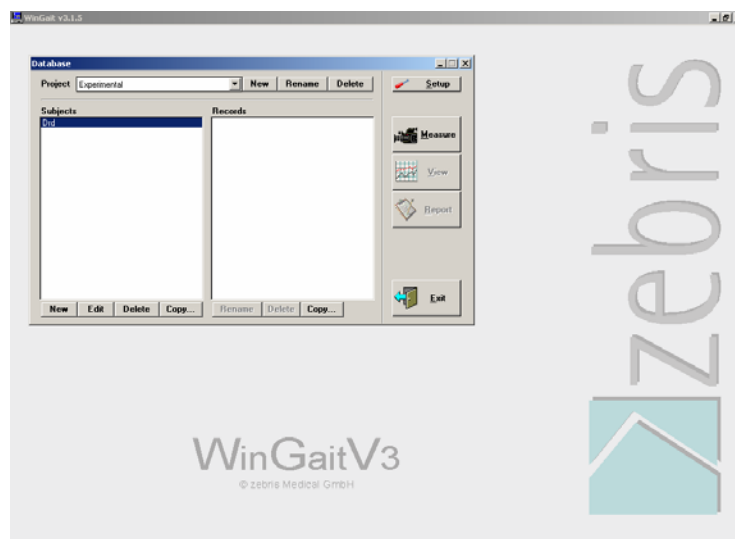 WinGait v3.1.5
Database
Project Experimental New Rename Delete Setup
Subjects Records
Drd
Measure
View
Report
Exit
New Edit Delete Copy... Rename Delete Copy...
WinGaitV3
© zebris Medical GmbH
zebris